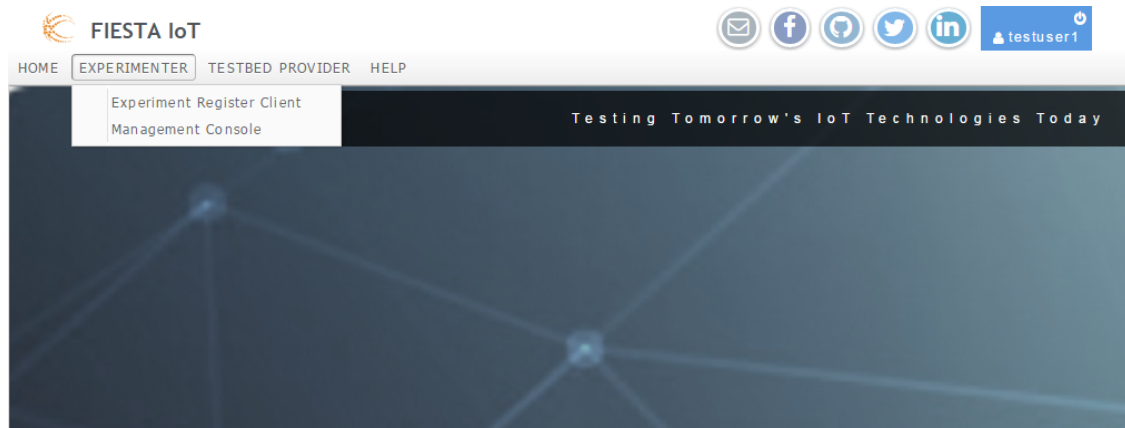 FIESTA IoT
testuser1
HOME EXPERIMENTER TESTBED PROVIDER HELP
Experiment Register Client
Management Console
Testing Tomorrow's IoT Technologies Today